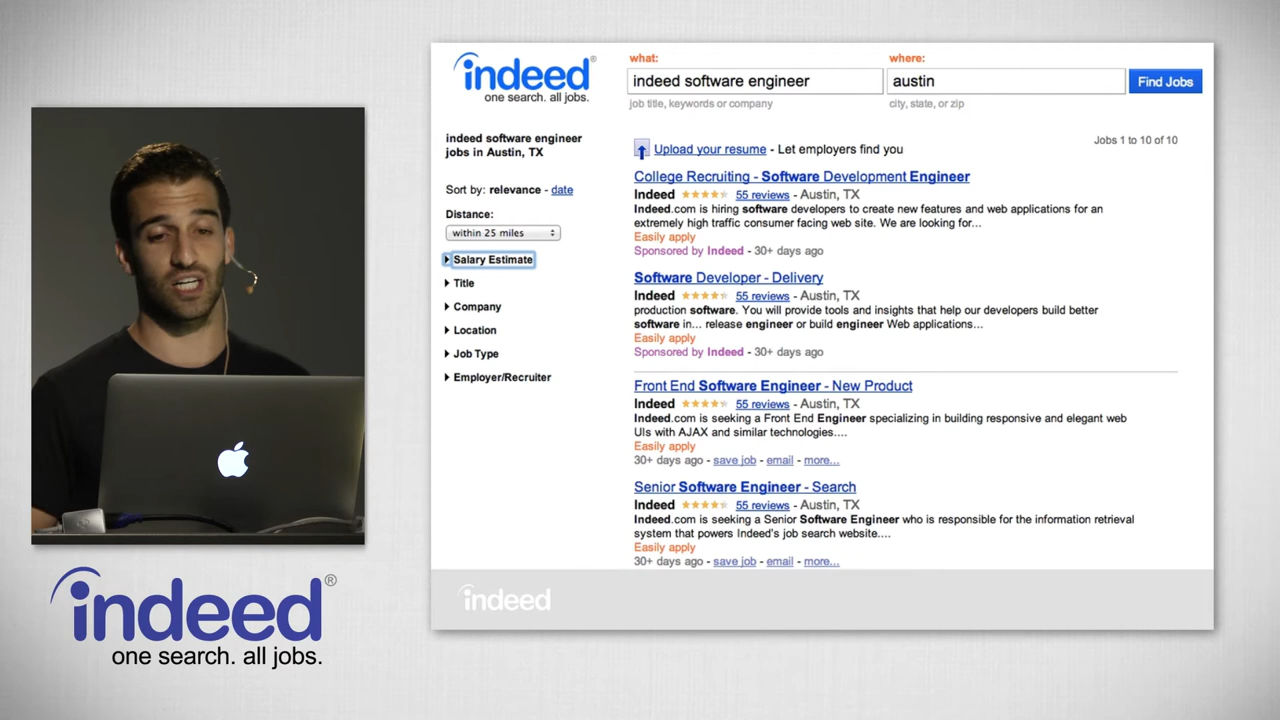 indeed®
one search. all jobs.
what:
where:
indeed software engineer
austin
Find Jobs
job title, keywords or company
city, state, or zip
indeed software engineer
jobs in Austin, TX
Sort by: relevance - date
Distance:
within 25 miles
Salary Estimate
Title
Company
Location
Job Type
Employer/Recruiter
Jobs 1 to 10 of 10
Upload your resume - Let employers find you
College Recruiting - Software Development Engineer
Indeed 55 reviews - Austin, TX
Indeed.com is hiring software developers to create new features and web applications for an
extremely high traffic consumer facing web site. We are looking for...
Easily apply
Sponsored by Indeed - 30+ days ago
Software Developer - Delivery
Indeed 55 reviews - Austin, TX
production software. You will provide tools and insights that help our developers build better
software in... release engineer or build engineer Web applications...
Easily apply
Sponsored by Indeed - 30+ days ago
Front End Software Engineer - New Product
Indeed 55 reviews - Austin, TX
Indeed.com is seeking a Front End Engineer specializing in building responsive and elegant web
UIs with AJAX and similar technologies....
Easily apply
30+ days ago - save job - email - more...
Senior Software Engineer - Search
Indeed 55 reviews - Austin, TX
Indeed.com is seeking a Senior Software Engineer who is responsible for the information retrieval
system that powers Indeed's job search website....
Easily apply
30+ days ago - save job - email - more...
indeed
indeed®
one search. all jobs.